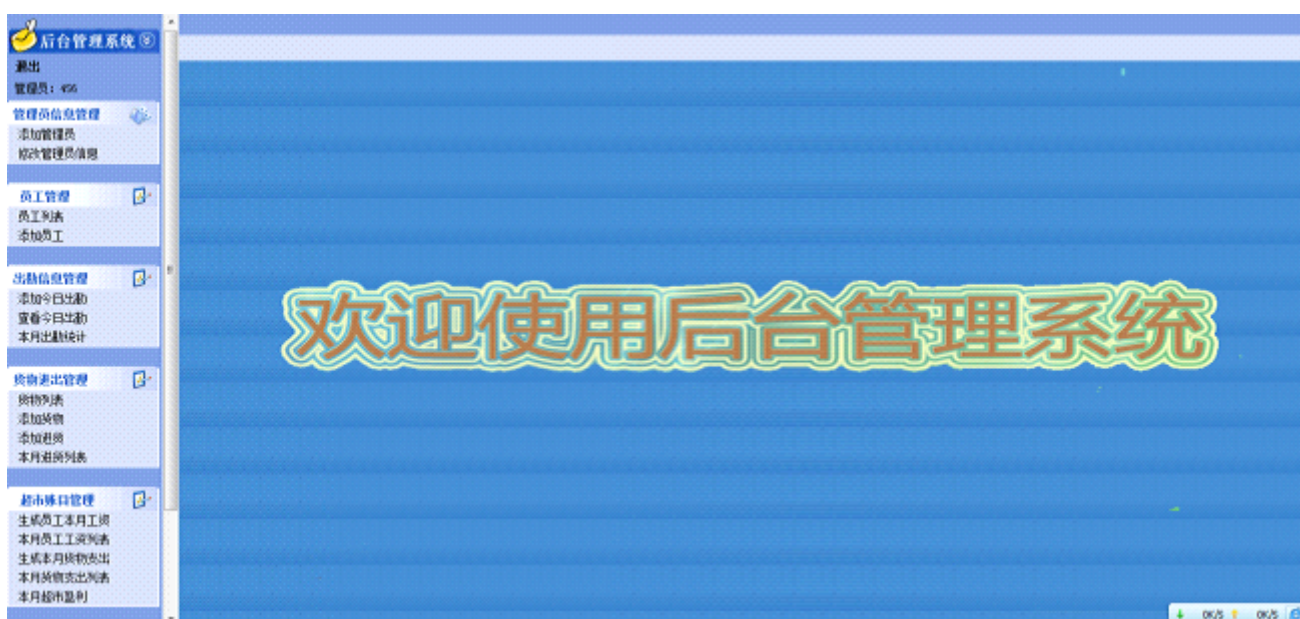 后台管理系统
退出
管理员：456
管理员信息管理
添加管理员
修改管理员信息
员工管理
员工列表
添加员工
出勤信息管理
添加今日出勤
查看今日出勤
本月出勤统计
货物进出管理
货物列表
添加货物
添加进货
本月进货列表
超市账目管理
生成员工本月工资
本月员工工资列表
生成本月货物支出
本月货物支出列表
本月超市盈利
欢迎使用后台管理系统
0K/S 0K/S